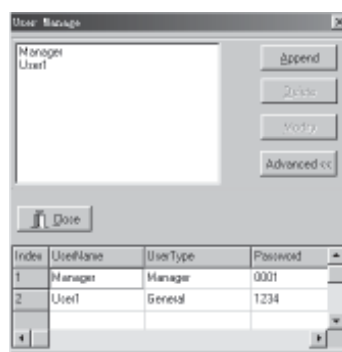 User Manage
Manager
User1
Append
Delete
Modify
Advanced <<
Close
Index UserName UserType Password
1 Manager Manager 0001
2 User1 General 1234